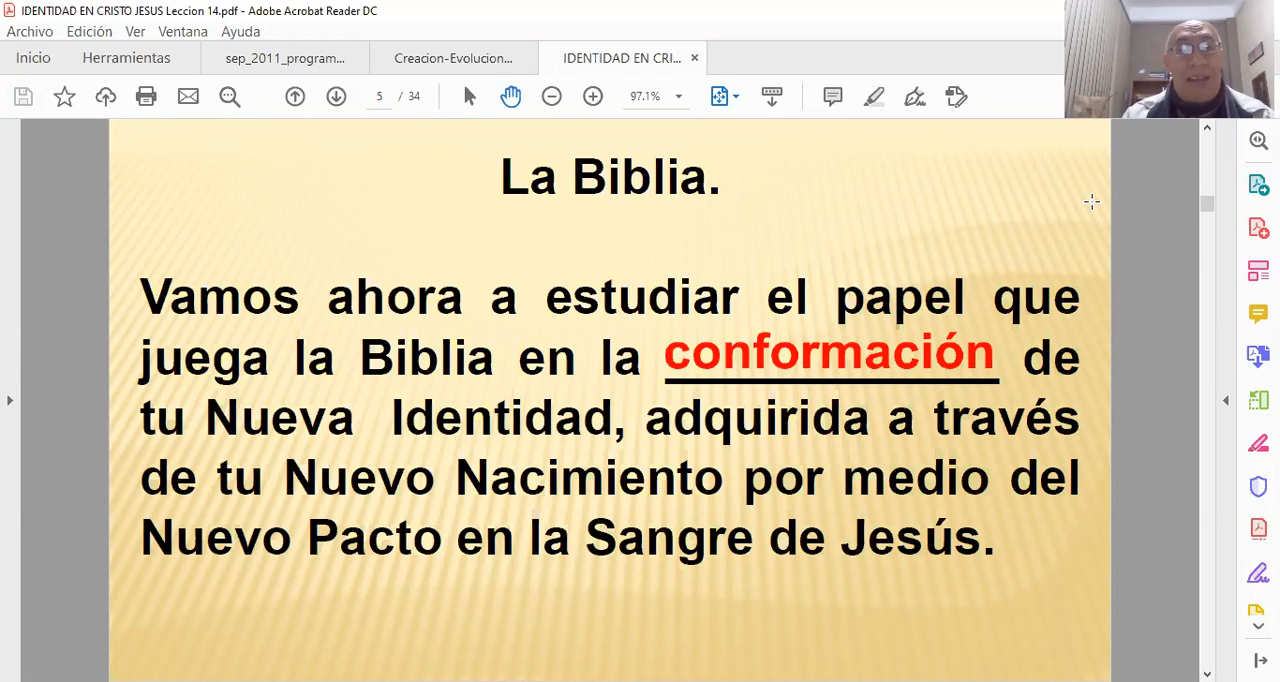 IDENTIDAD EN CRISTO JESUS Leccion 14.pdf - Adobe Acrobat Reader DC
Archivo Edición Ver Ventana Ayuda
Inicio Herramientas sep_2011_program... Creacion-Evolucion... IDENTIDAD EN CRI... ×
5 / 34 97.1%
La Biblia.
Vamos ahora a estudiar el papel que
juega la Biblia en la conformación de
tu Nueva Identidad, adquirida a través
de tu Nuevo Nacimiento por medio del
Nuevo Pacto en la Sangre de Jesús.